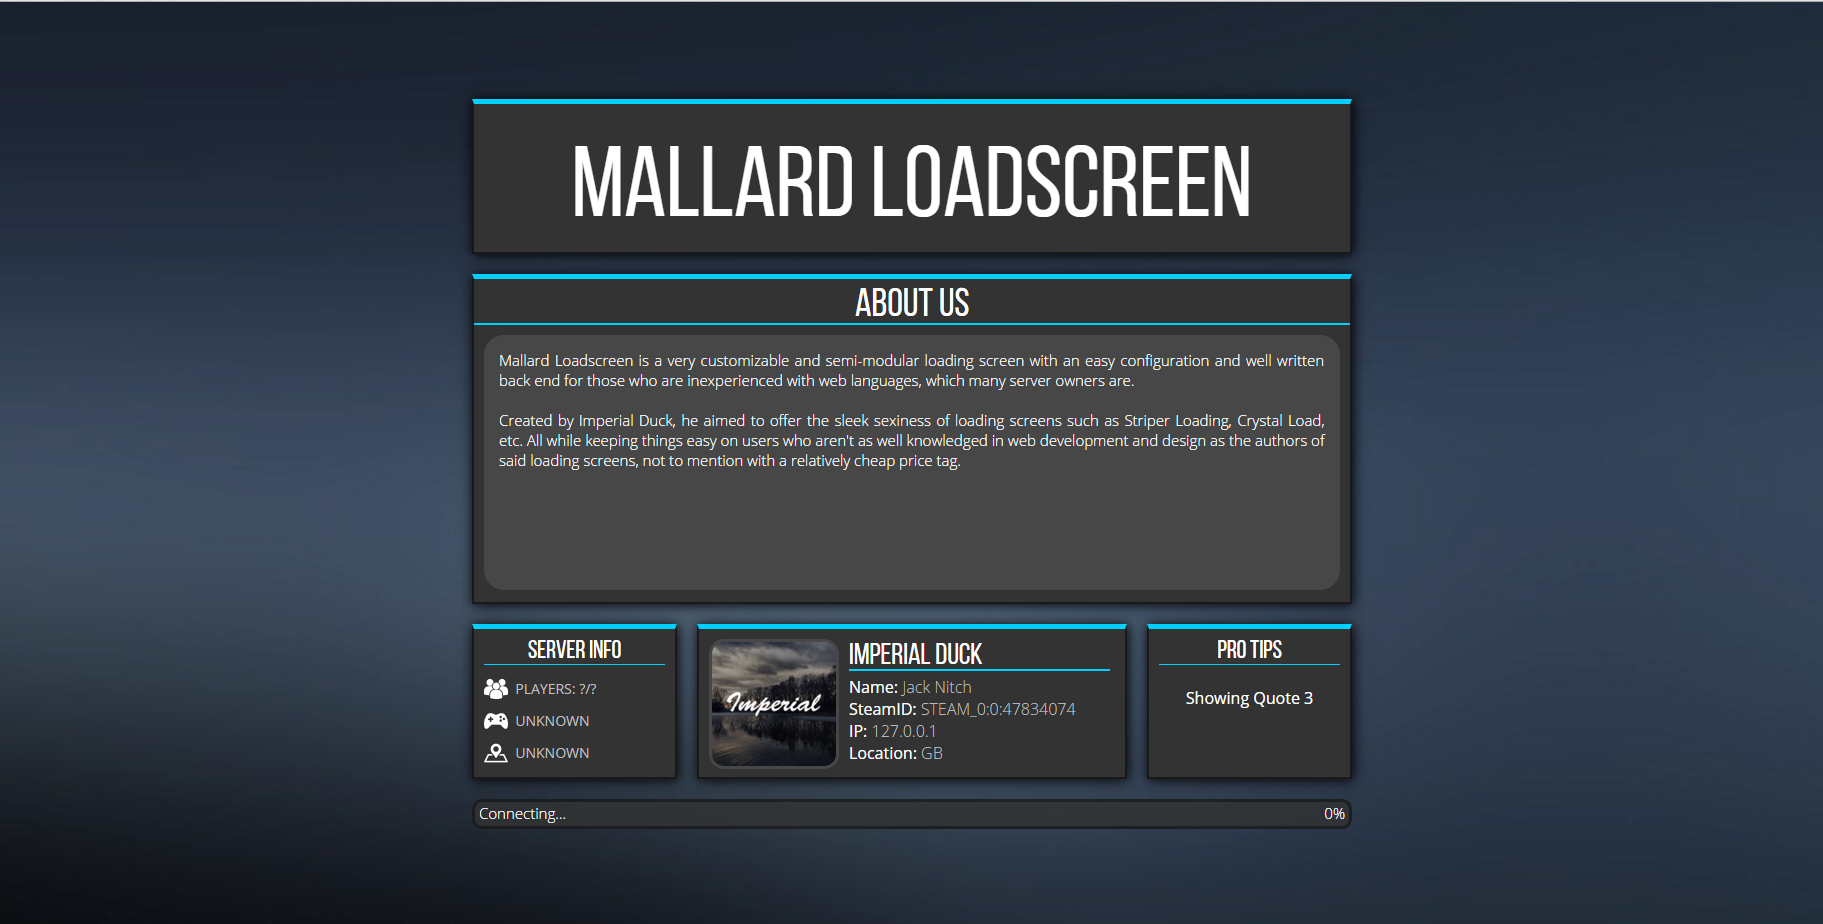 MALLARD LOADSCREEN
ABOUT US
Mallard Loadscreen is a very customizable and semi-modular loading screen with an easy configuration and well written
back end for those who are inexperienced with web languages, which many server owners are.
Created by Imperial Duck, he aimed to offer the sleek sexiness of loading screens such as Striper Loading, Crystal Load,
etc. All while keeping things easy on users who aren't as well knowledged in web development and design as the authors of
said loading screens, not to mention with a relatively cheap price tag.
SERVER INFO
PLAYERS: ?/?
UNKNOWN
UNKNOWN
Imperial
IMPERIAL DUCK
Name: Jack Nitch
SteamID: STEAM_0:0:47834074
IP: 127.0.0.1
Location: GB
PRO TIPS
Showing Quote 3
Connecting... 0%